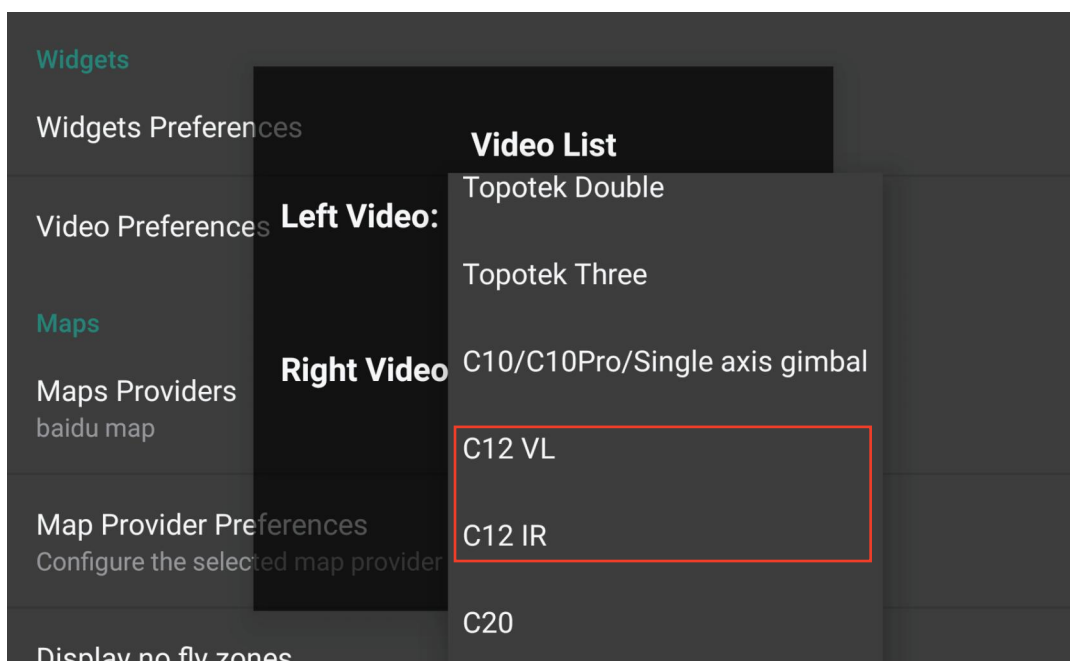 Widgets
Widgets Preferences
Video List
Topotek Double
Left Video:
Video Preferences
Topotek Three
Maps
C10/C10Pro/Single axis gimbal
Right Video
Maps Providers
baidu map
C12 VL
Map Provider Preferences
C12 IR
Configure the selected map provider
C20
Display no fly zones